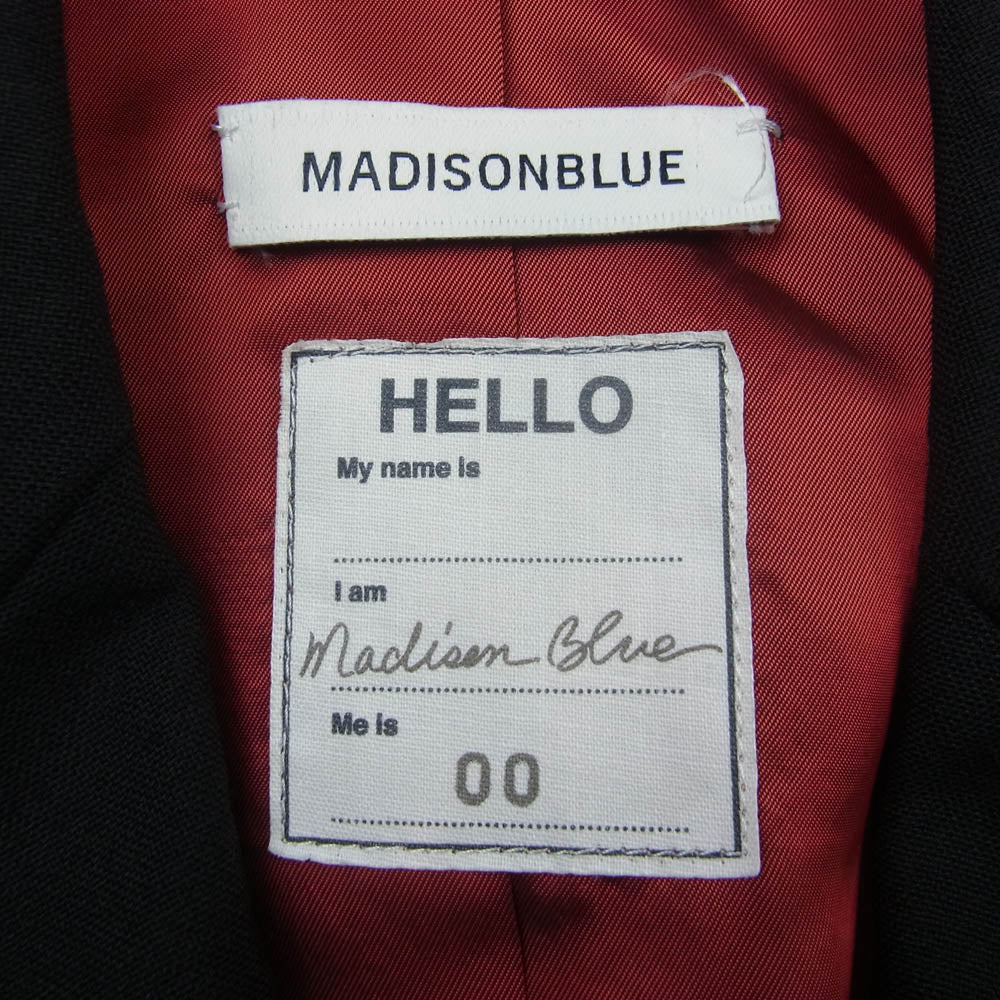 MADISONBLUE
HELLO
My name is
I am
Madison Blue
Me is
00